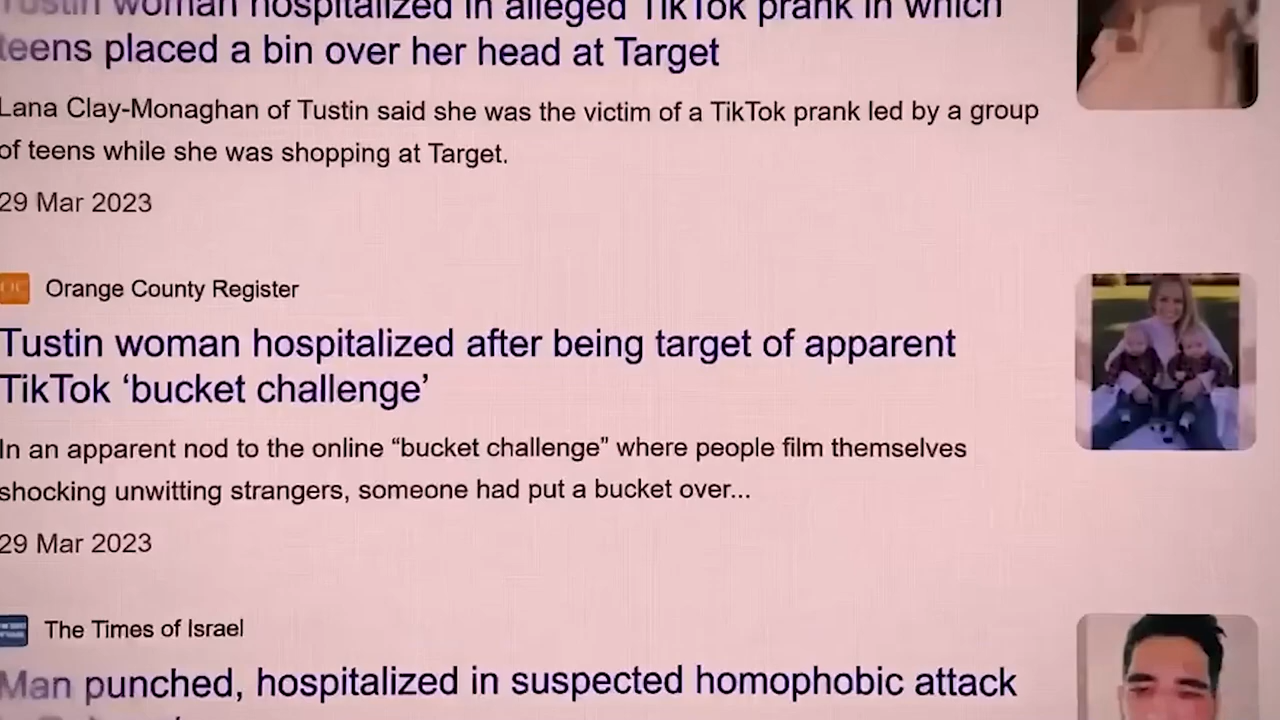 Tustin woman hospitalized in alleged TikTok prank in which
teens placed a bin over her head at Target
Lana Clay-Monaghan of Tustin said she was the victim of a TikTok prank led by a group
of teens while she was shopping at Target.
29 Mar 2023
Orange County Register
Tustin woman hospitalized after being target of apparent
TikTok ‘bucket challenge’
In an apparent nod to the online “bucket challenge” where people film themselves
shocking unwitting strangers, someone had put a bucket over...
29 Mar 2023
The Times of Israel
Man punched, hospitalized in suspected homophobic attack